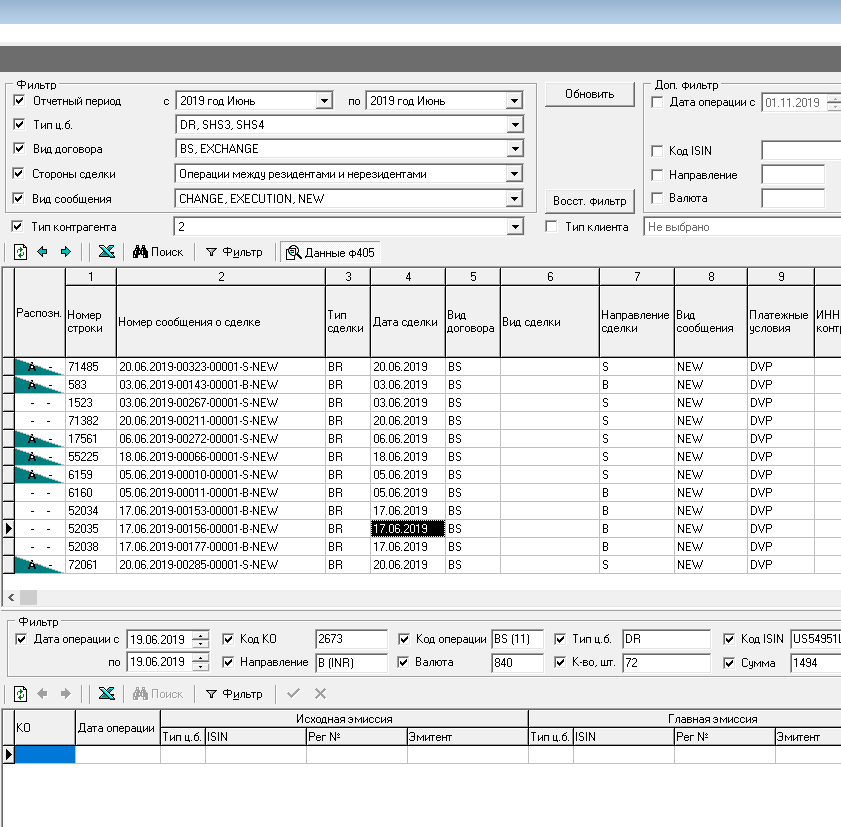 Фильтр
Доп. фильтр
Отчетный период с 2019 год Июнь по 2019 год Июнь
Обновить
Дата операции с 01.11.2019
Тип ц.б. DR, SHS3, SHS4
Вид договора BS, EXCHANGE
Код ISIN
Стороны сделки Операции между резидентами и нерезидентами
Направление
Вид сообщения CHANGE, EXECUTION, NEW
Восст. фильтр
Валюта
Тип контрагента 2
Тип клиента Не выбрано
Поиск Фильтр Данные ф405
1 2 3 4 5 6 7 8 9
Распозн. Номер строки Номер сообщения о сделке Тип сделки Дата сделки Вид договора Вид сделки Направление сделки Вид сообщения Платежные условия ИНН контр
А - 71485 20.06.2019-00323-00001-S-NEW BR 20.06.2019 BS S NEW DVP
А - 583 03.06.2019-00143-00001-B-NEW BR 03.06.2019 BS B NEW DVP
- - 1523 03.06.2019-00267-00001-S-NEW BR 03.06.2019 BS S NEW DVP
- - 71382 20.06.2019-00211-00001-S-NEW BR 20.06.2019 BS S NEW DVP
А - 17561 06.06.2019-00272-00001-S-NEW BR 06.06.2019 BS S NEW DVP
А - 55225 18.06.2019-00066-00001-S-NEW BR 18.06.2019 BS S NEW DVP
А - 6159 05.06.2019-00010-00001-S-NEW BR 05.06.2019 BS S NEW DVP
- - 6160 05.06.2019-00011-00001-B-NEW BR 05.06.2019 BS B NEW DVP
- - 52034 17.06.2019-00153-00001-B-NEW BR 17.06.2019 BS B NEW DVP
- - 52035 17.06.2019-00156-00001-B-NEW BR 17.06.2019 BS B NEW DVP
- - 52038 17.06.2019-00177-00001-B-NEW BR 17.06.2019 BS B NEW DVP
А - 72061 20.06.2019-00285-00001-S-NEW BR 20.06.2019 BS S NEW DVP
Фильтр
Дата операции с 19.06.2019 Код КО 2673 Код операции BS (11) Тип ц.б. DR Код ISIN US54951L
по 19.06.2019 Направление B (INR) Валюта 840 К-во, шт. 72 Сумма 1494
Поиск Фильтр
КО Дата операции Исходная эмиссия Главная эмиссия
Тип ц.б. ISIN Рег № Эмитент Тип ц.б. ISIN Рег № Эмитент